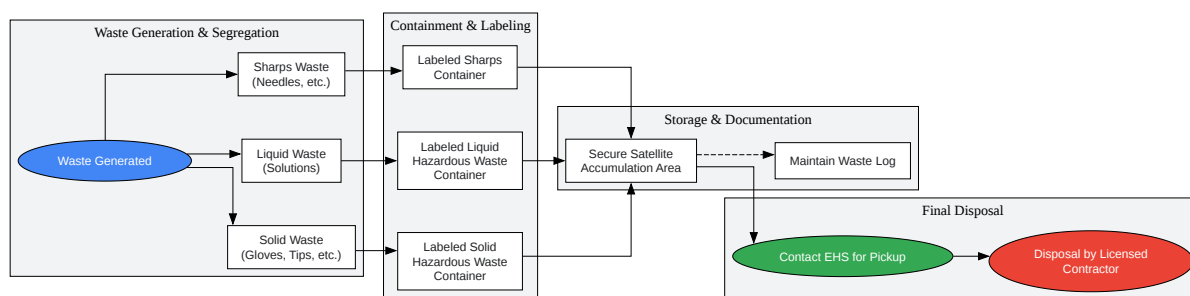 Waste Generation & Segregation
Waste Generated
Sharps Waste
(Needles, etc.)
Liquid Waste
(Solutions)
Solid Waste
(Gloves, Tips, etc.)
Containment & Labeling
Labeled Sharps
Container
Labeled Liquid
Hazardous Waste
Container
Labeled Solid
Hazardous Waste
Container
Storage & Documentation
Secure Satellite
Accumulation Area
Maintain Waste Log
Final Disposal
Contact EHS for Pickup
Disposal by Licensed
Contractor